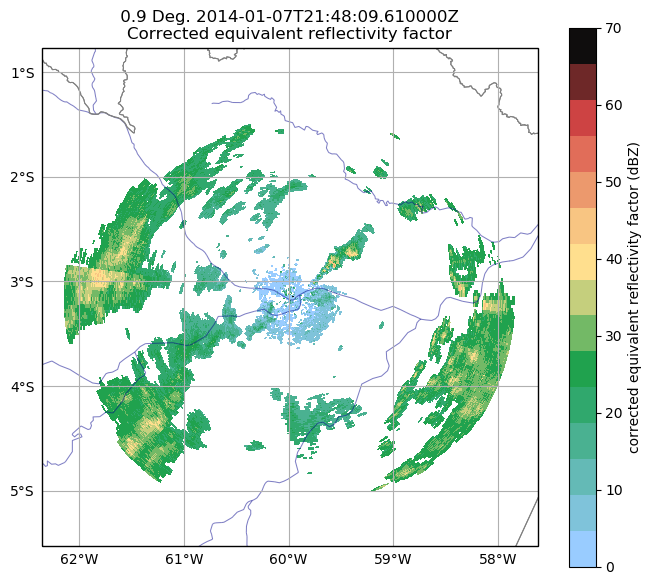 0.9 Deg. 2014-01-07T21:48:09.610000Z
Corrected equivalent reflectivity factor
1°S
2°S
3°S
4°S
5°S
62°W
61°W
60°W
59°W
58°W
70
60
50
40
30
20
10
0
corrected equivalent reflectivity factor (dBZ)